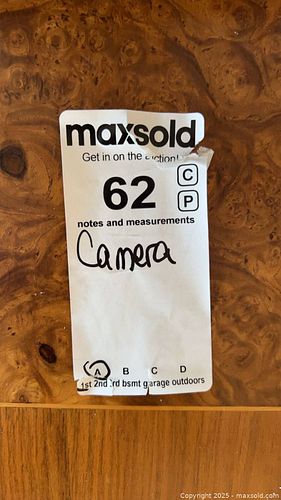 maxsold
Get in on the auction!
62 C
P
notes and measurements
Camera
A B C D
1st 2nd 3rd bsmt garage outdoors
Copyright 2025 - maxsold.com